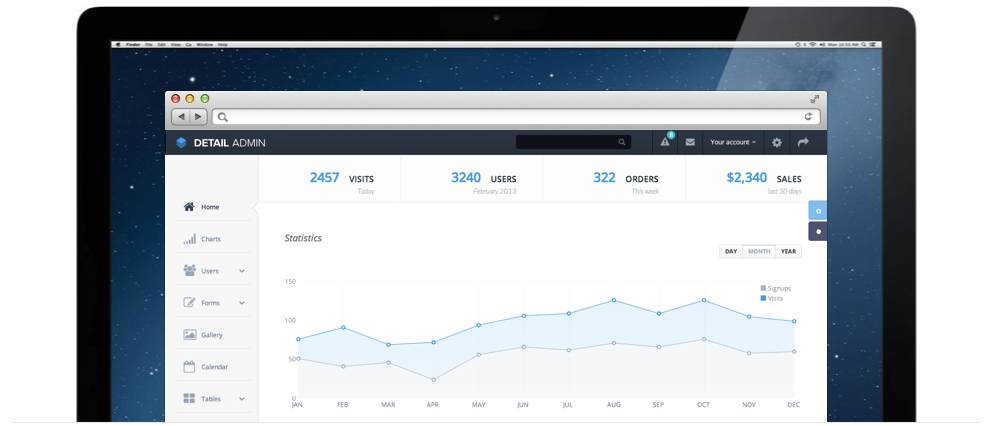 Finder File Edit View Go Window Help
Mon 10:55 AM
DETAIL ADMIN
8
Your account
2457 VISITS
Today
3240 USERS
February 2013
322 ORDERS
This week
$2,340 SALES
last 30 days
Home
Charts
Users
Forms
Gallery
Calendar
Tables
Statistics
DAY MONTH YEAR
Signups
Visits
150
100
50
0
JAN FEB MAR APR MAY JUN JUL AUG SEP OCT NOV DEC